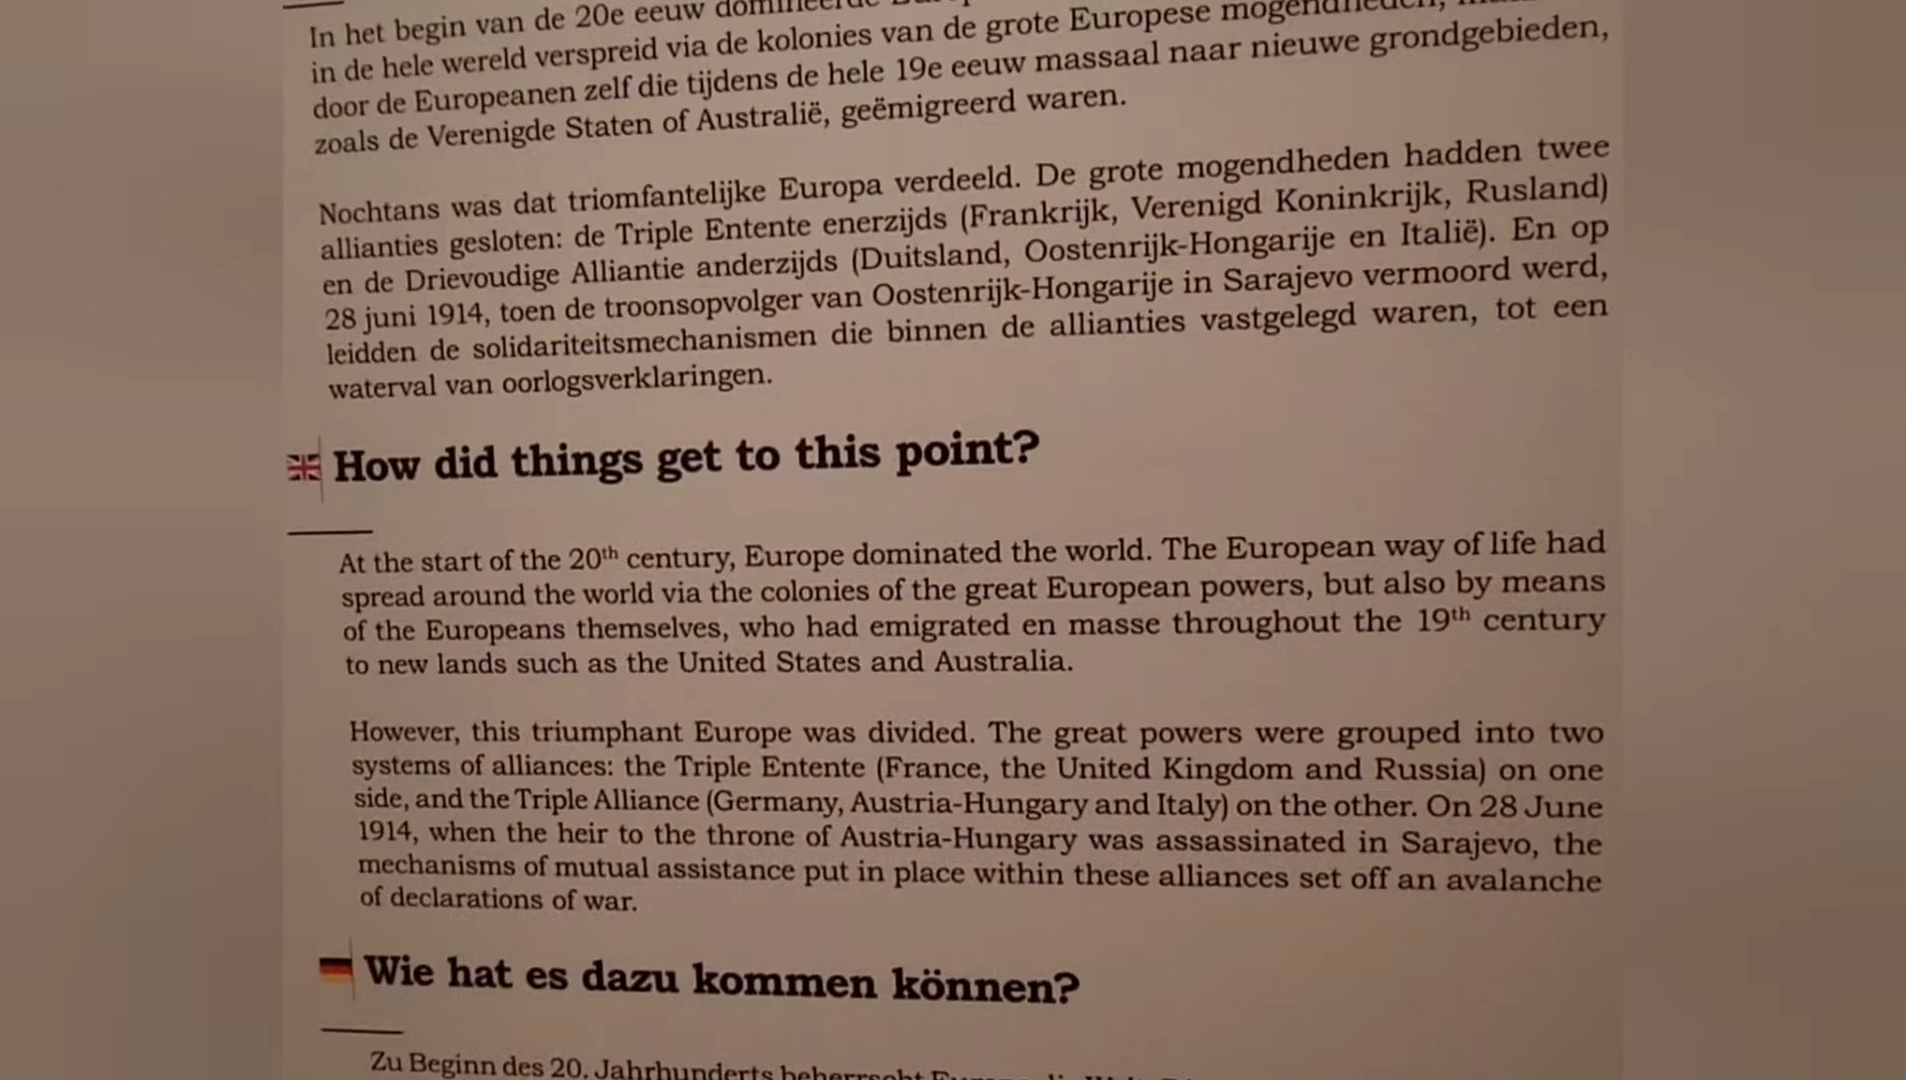 In het begin van de 20e eeuw domineerde
in de hele wereld verspreid via de kolonies van de grote Europese mogendheden,
door de Europeanen zelf die tijdens de hele 19e eeuw massaal naar nieuwe grondgebieden,
zoals de Verenigde Staten of Australië, geëmigreerd waren.
Nochtans was dat triomfantelijke Europa verdeeld. De grote mogendheden hadden twee
allianties gesloten: de Triple Entente enerzijds (Frankrijk, Verenigd Koninkrijk, Rusland)
en de Drievoudige Alliantie anderzijds (Duitsland, Oostenrijk-Hongarije en Italië). En op
28 juni 1914, toen de troonsopvolger van Oostenrijk-Hongarije in Sarajevo vermoord werd,
leidden de solidariteitsmechanismen die binnen de allianties vastgelegd waren, tot een
waterval van oorlogsverklaringen.
How did things get to this point?
At the start of the 20th century, Europe dominated the world. The European way of life had
spread around the world via the colonies of the great European powers, but also by means
of the Europeans themselves, who had emigrated en masse throughout the 19th century
to new lands such as the United States and Australia.
However, this triumphant Europe was divided. The great powers were grouped into two
systems of alliances: the Triple Entente (France, the United Kingdom and Russia) on one
side, and the Triple Alliance (Germany, Austria-Hungary and Italy) on the other. On 28 June
1914, when the heir to the throne of Austria-Hungary was assassinated in Sarajevo, the
mechanisms of mutual assistance put in place within these alliances set off an avalanche
of declarations of war.
Wie hat es dazu kommen können?
Zu Beginn des 20. Jahrhunderts beherrscht